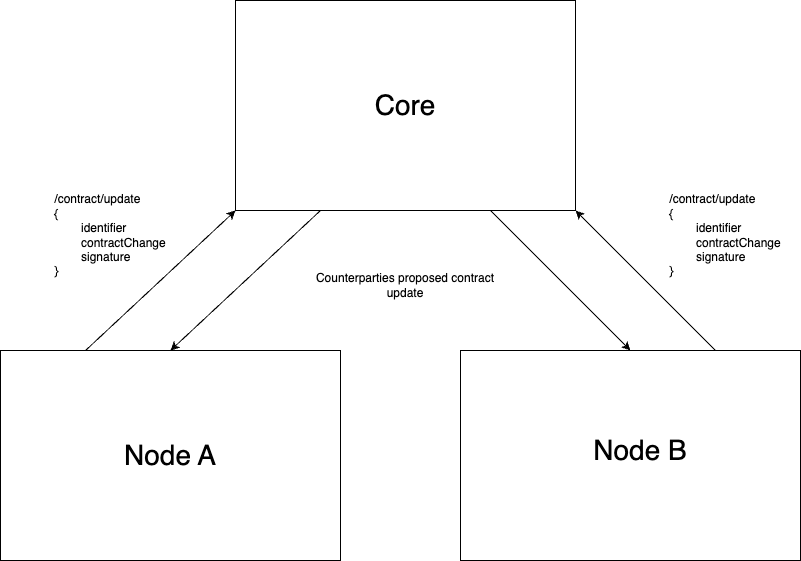 Core
/contract/update
{
identifier
contractChange
signature
}
/contract/update
{
identifier
contractChange
signature
}
Counterparties proposed contract
update
Node A
Node B